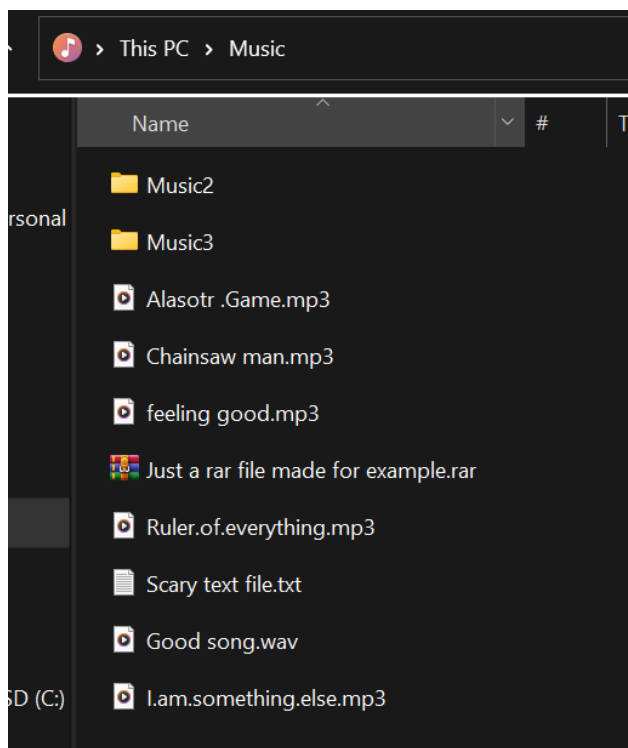 This PC > Music
Name #  T
Music2
rsonal
Music3
Alasotr .Game.mp3
Chainsaw man.mp3
feeling good.mp3
Just a rar file made for example.rar
Ruler.of.everything.mp3
Scary text file.txt
Good song.wav
SD (C:)
I.am.something.else.mp3